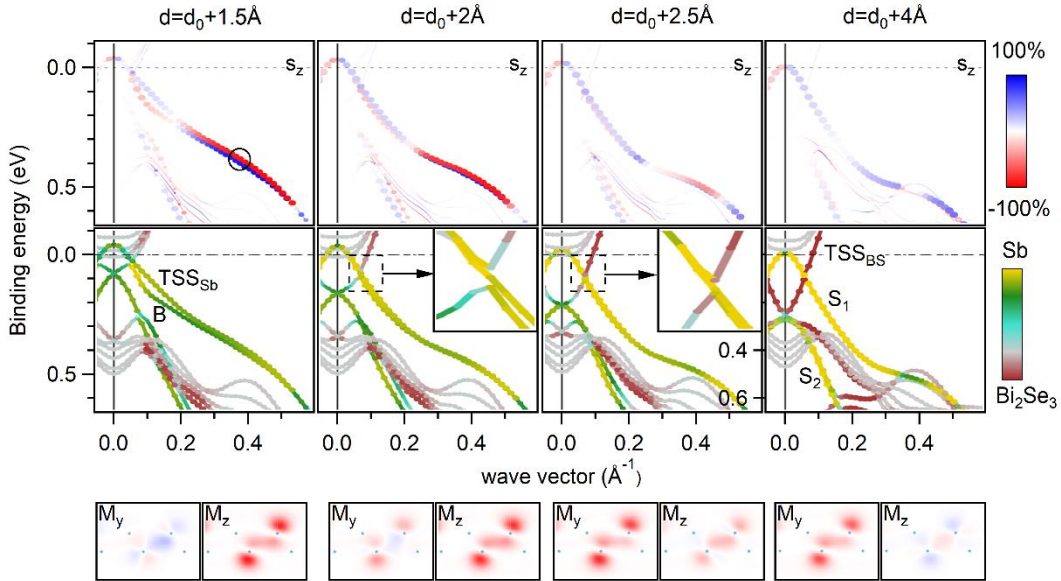 d=d₀+1.5Å d=d₀+2Å d=d₀+2.5Å d=d₀+4Å
s_z s_z s_z s_z
0.0
0.5
100%
-100%
Binding energy (eV)
0.0
0.5
TSS_Sb
B
TSS_BS
S₁
S₂
0.4
0.6
Sb
Bi₂Se₃
0.0 0.2 0.4 0.0 0.2 0.4 0.0 0.2 0.4 0.0 0.2 0.4
wave vector (Å⁻¹)
M_y M_z M_y M_z M_y M_z M_y M_z